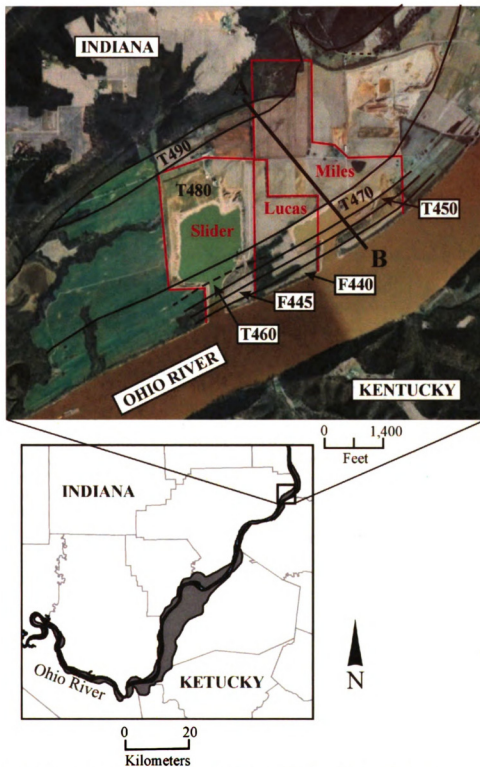 INDIANA
T490
T480
Miles
T470
T450
Lucas
Slider
B
F440
F445
T460
OHIO RIVER
KENTUCKY
0 1,400
Feet
INDIANA
Ohio River
KETUCKY
N
0 20
Kilometers